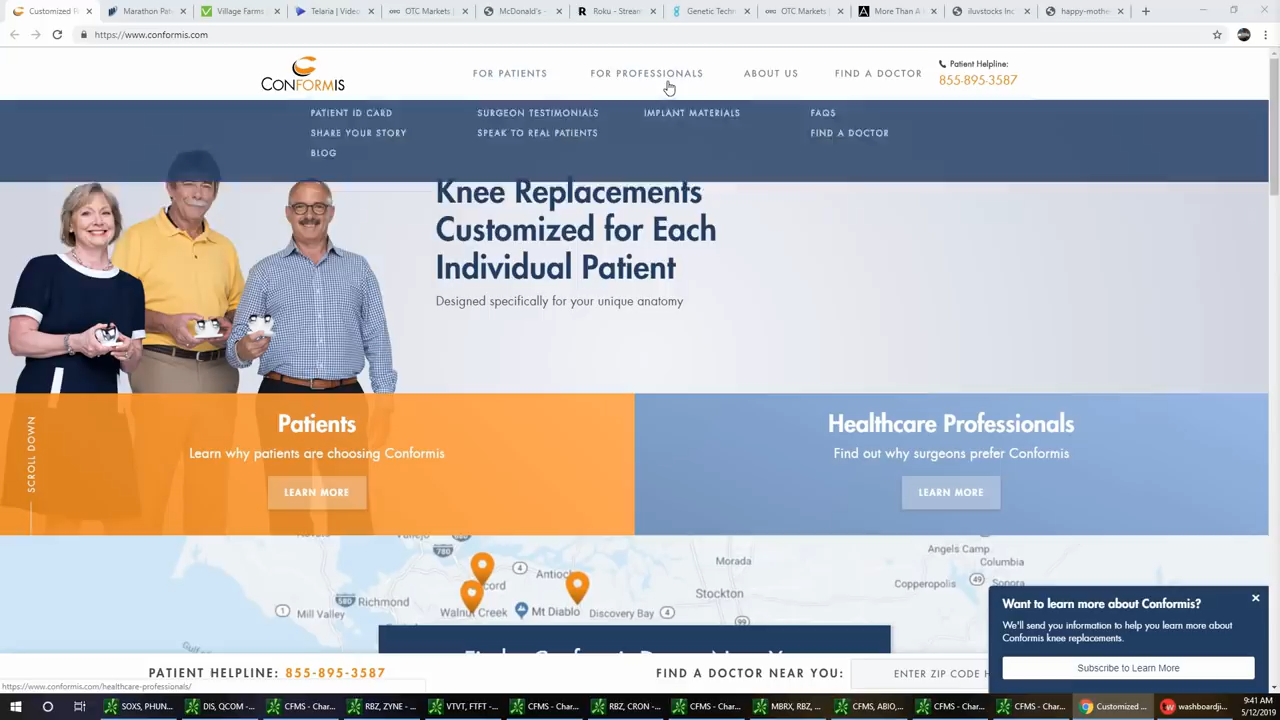 Customized F
Marathon Pat
Village Farms
Telaria | Video
OTC Markets |
McDonald's -
Roku - Stream
Genetic Techn
OTC Markets |
More Than A
iluvstocks Inc
happy-mothe
https://www.conformis.com
CONFORMIS
FOR PATIENTS
FOR PROFESSIONALS
ABOUT US
FIND A DOCTOR
Patient Helpline:
855-895-3587
PATIENT ID CARD
SURGEON TESTIMONIALS
IMPLANT MATERIALS
FAQS
SHARE YOUR STORY
SPEAK TO REAL PATIENTS
FIND A DOCTOR
BLOG
Knee Replacements
Customized for Each
Individual Patient
Designed specifically for your unique anatomy
SCROLL DOWN
Patients
Learn why patients are choosing Conformis
LEARN MORE
Healthcare Professionals
Find out why surgeons prefer Conformis
LEARN MORE
780
4
Antioch
Morada
Angels Camp
Columbia
Copperopolis
49
Sonora
1
Mill Valley
580
Richmond
Walnut Creek
Mt Diablo
Discovery Bay
4
Stockton
99
Want to learn more about Conformis?
We'll send you information to help you learn more about
Conformis knee replacements.
Subscribe to Learn More
PATIENT HELPLINE: 855-895-3587
FIND A DOCTOR NEAR YOU:
ENTER ZIP CODE H
https://www.conformis.com/healthcare-professionals/
SOXS, PHUN...
DIS, QCOM -...
CFMS - Char...
RBZ, ZYNE - ...
VTVT, FTFT - ...
CFMS - Char...
RBZ, CRON - ...
CFMS - Char...
MBRX, RBZ, ...
CFMS, ABIO,...
CFMS - Char...
CFMS - Char...
Customized ...
washboardji...
9:41 AM
5/12/2019